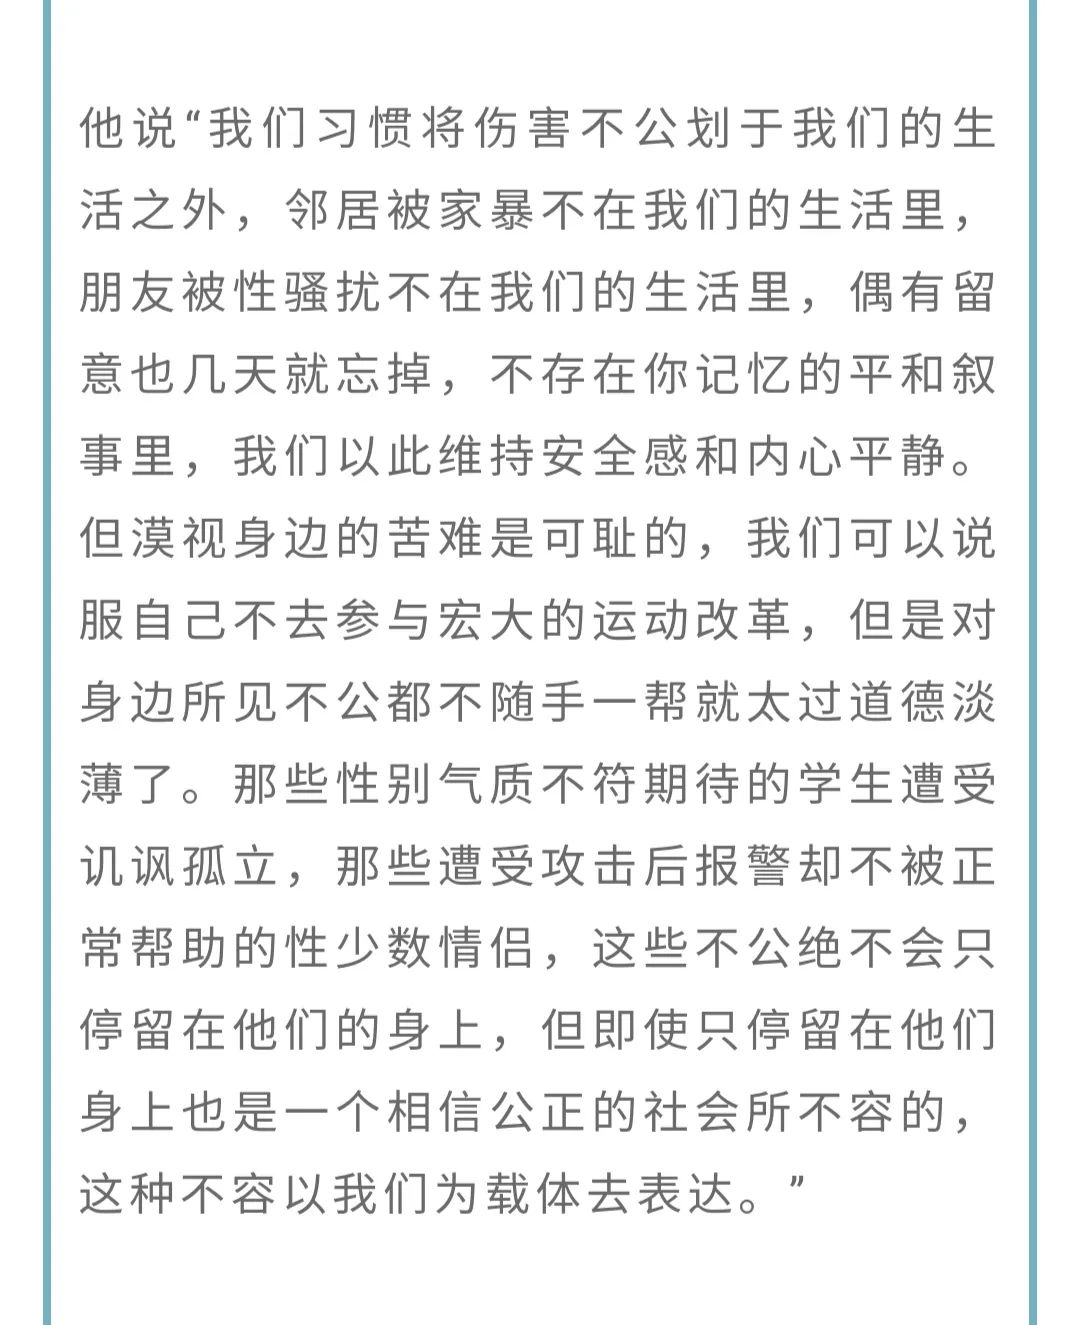 他说“我们习惯将伤害不公划于我们的生
活之外，邻居被家暴不在我们的生活里，
朋友被性骚扰不在我们的生活里，偶有留
意也几天就忘掉，不存在你记忆的平和叙
事里，我们以此维持安全感和内心平静。
但漠视身边的苦难是可耻的，我们可以说
服自己不去参与宏大的运动改革，但是对
身边所见不公都不随手一帮就太过道德淡
薄了。那些性别气质不符期待的学生遭受
讥讽孤立，那些遭受攻击后报警却不被正
常帮助的性少数情侣，这些不公绝不会只
停留在他们的身上，但即使只停留在他们
身上也是一个相信公正的社会所不容的，
这种不容以我们为载体去表达。”